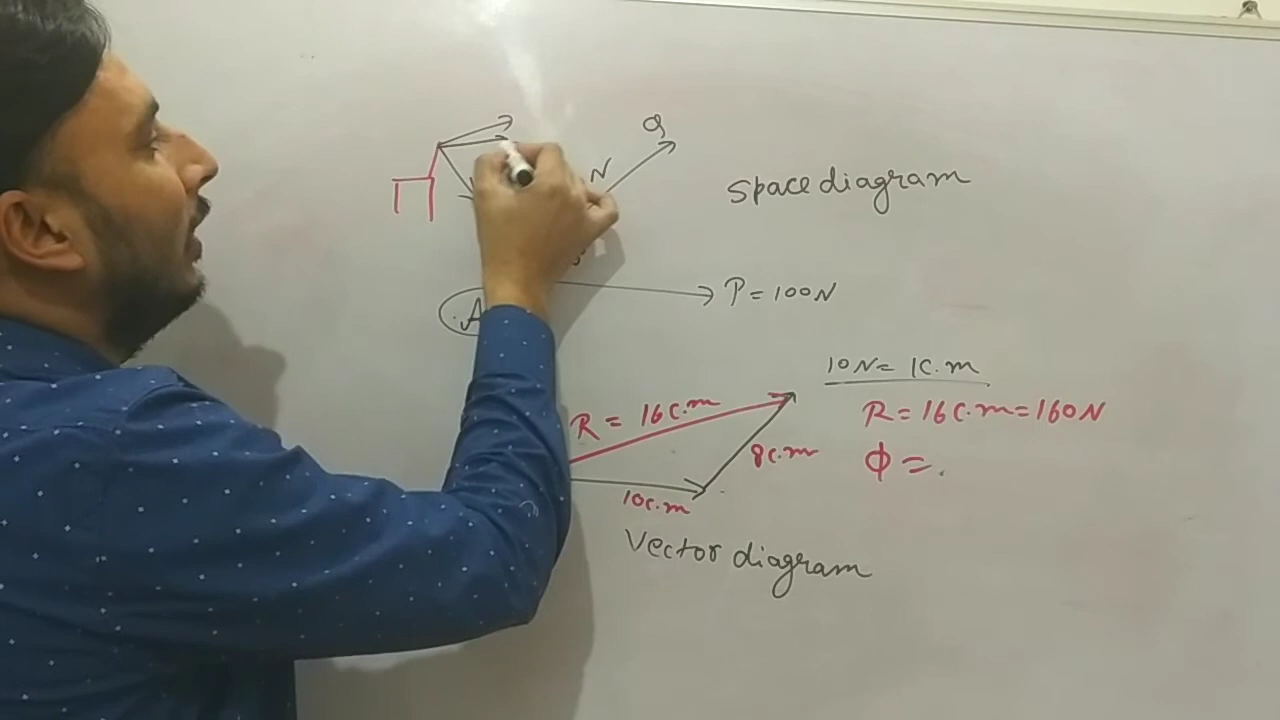 Q
N
space diagram
P = 100N
A
10N = 1C.m
R = 16C.m
R = 16C.m = 160N
8C.m
ϕ =
10C.m
Vector diagram